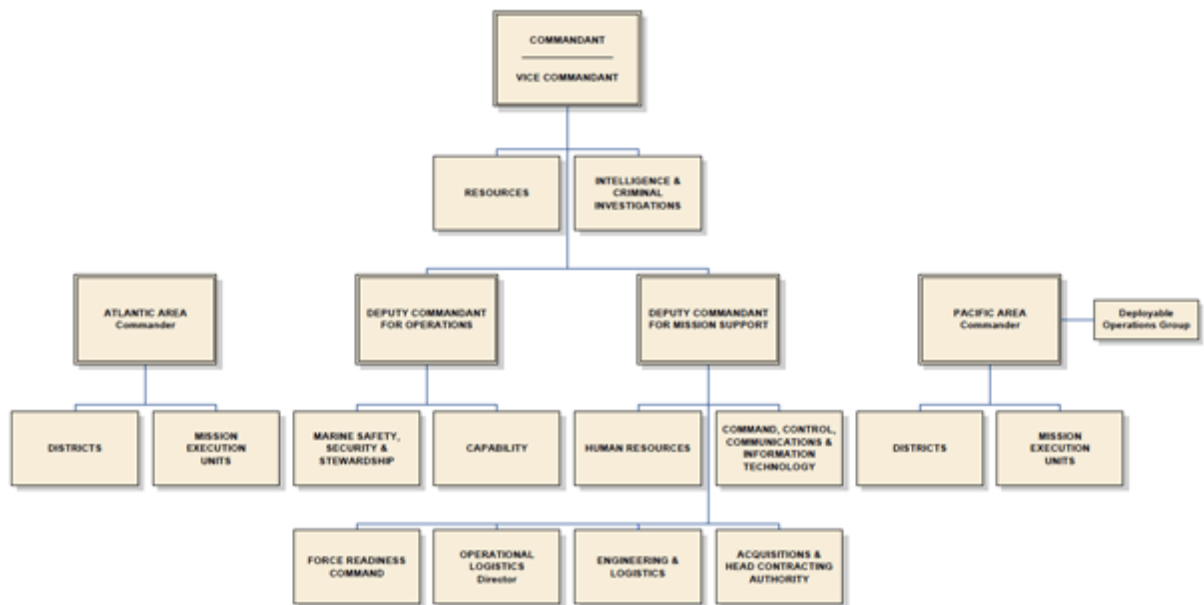 COMMANDANT
VICE COMMANDANT
RESOURCES
INTELLIGENCE &
CRIMINAL
INVESTIGATIONS
ATLANTIC AREA
Commander
DEPUTY COMMANDANT
FOR OPERATIONS
DEPUTY COMMANDANT
FOR MISSION SUPPORT
PACIFIC AREA
Commander
Deployable
Operations Group
DISTRICTS
MISSION
EXECUTION
UNITS
MARINE SAFETY,
SECURITY &
STEWARDSHIP
CAPABILITY
HUMAN RESOURCES
COMMAND, CONTROL,
COMMUNICATIONS &
INFORMATION
TECHNOLOGY
DISTRICTS
MISSION
EXECUTION
UNITS
FORCE READINESS
COMMAND
OPERATIONAL
LOGISTICS
Director
ENGINEERING &
LOGISTICS
ACQUISITIONS &
HEAD CONTRACTING
AUTHORITY